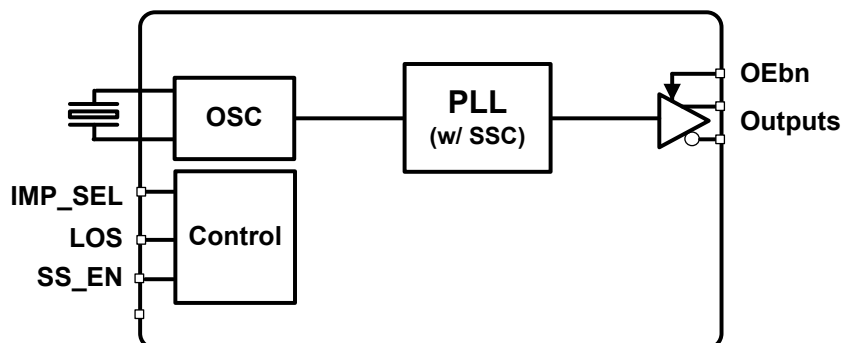 OEbn
OSC
PLL
(w/ SSC)
Outputs
IMP_SEL
LOS
Control
SS_EN